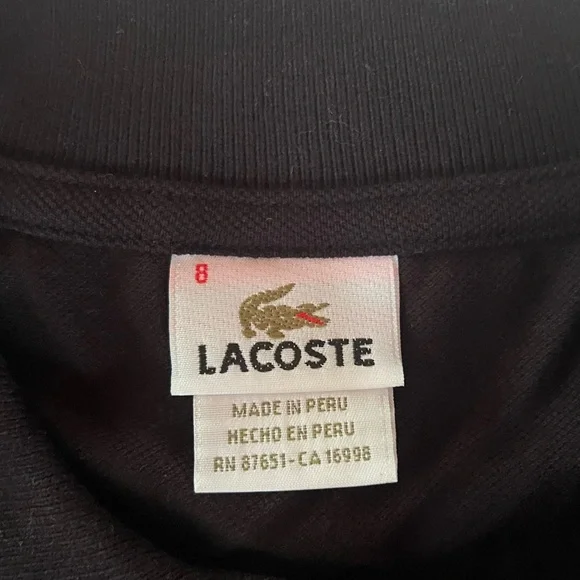 8
LACOSTE
MADE IN PERU
HECHO EN PERU
RN 87651-CA 16998